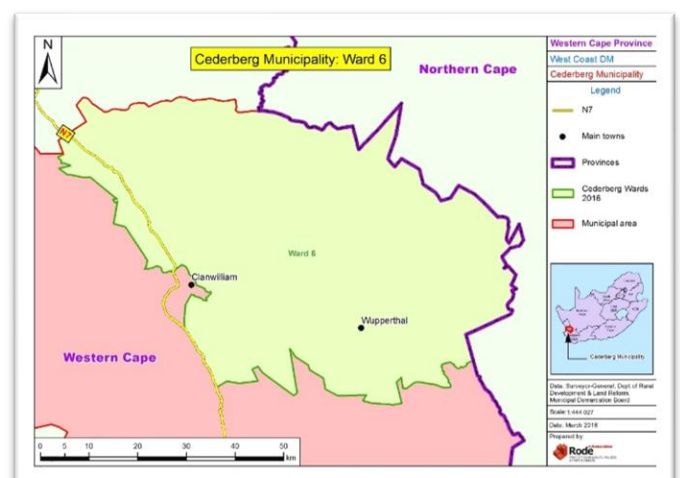 N
Cederberg Municipality: Ward 6
Northern Cape
N7
Ward 6
Clanwilliam
Wupperthal
Western Cape
0 5 10 20 30 40 50
km
Western Cape Province
West Coast DM
Cederberg Municipality
Legend
N7
Main towns
Provinces
Cederberg Wards
2016
Municipal area
Cederberg Municipality
Data: Surveyor-General, Dept of Rural
Development & Land Reform
Municipal Demarcation Board
Date: March 2018
Prepared by
Rode